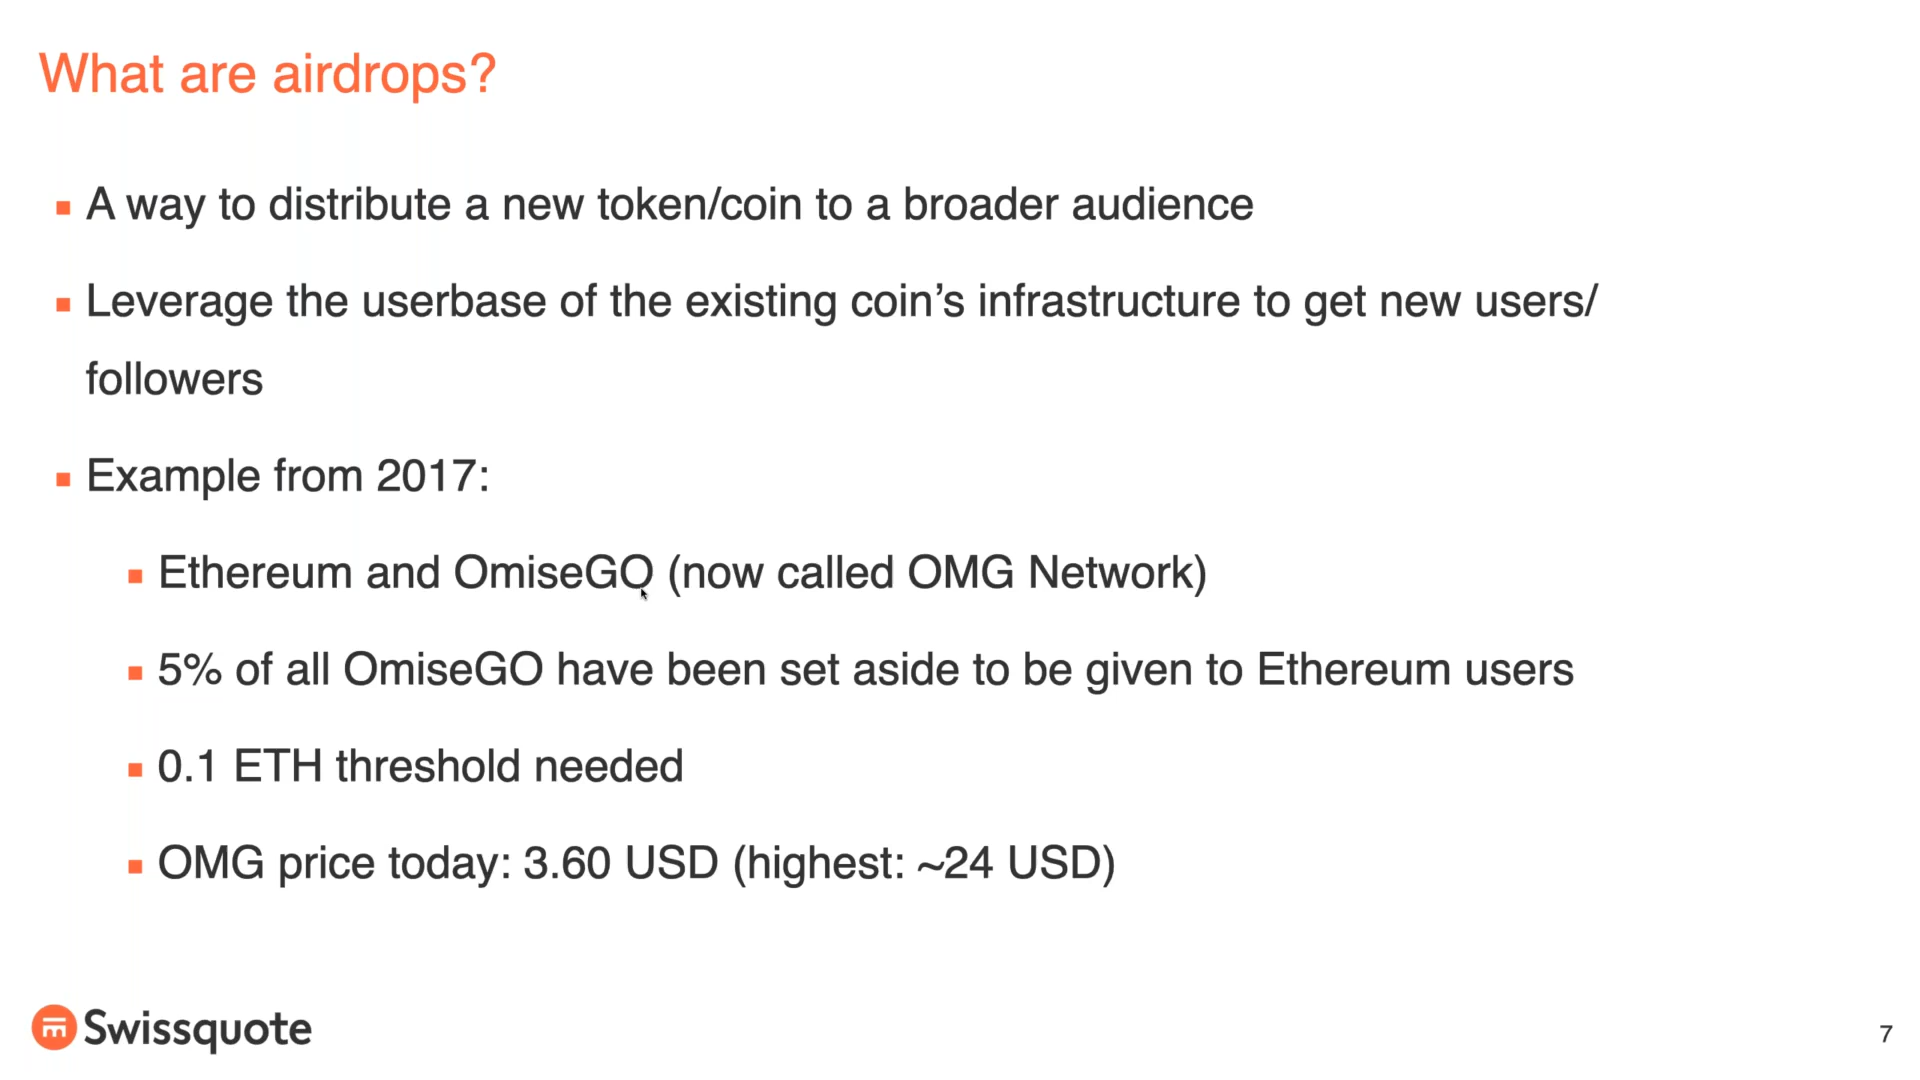 What are airdrops?
A way to distribute a new token/coin to a broader audience
Leverage the userbase of the existing coin’s infrastructure to get new users/
followers
Example from 2017:
Ethereum and OmiseGO (now called OMG Network)
5% of all OmiseGO have been set aside to be given to Ethereum users
0.1 ETH threshold needed
OMG price today: 3.60 USD (highest: ~24 USD)
Swissquote
7